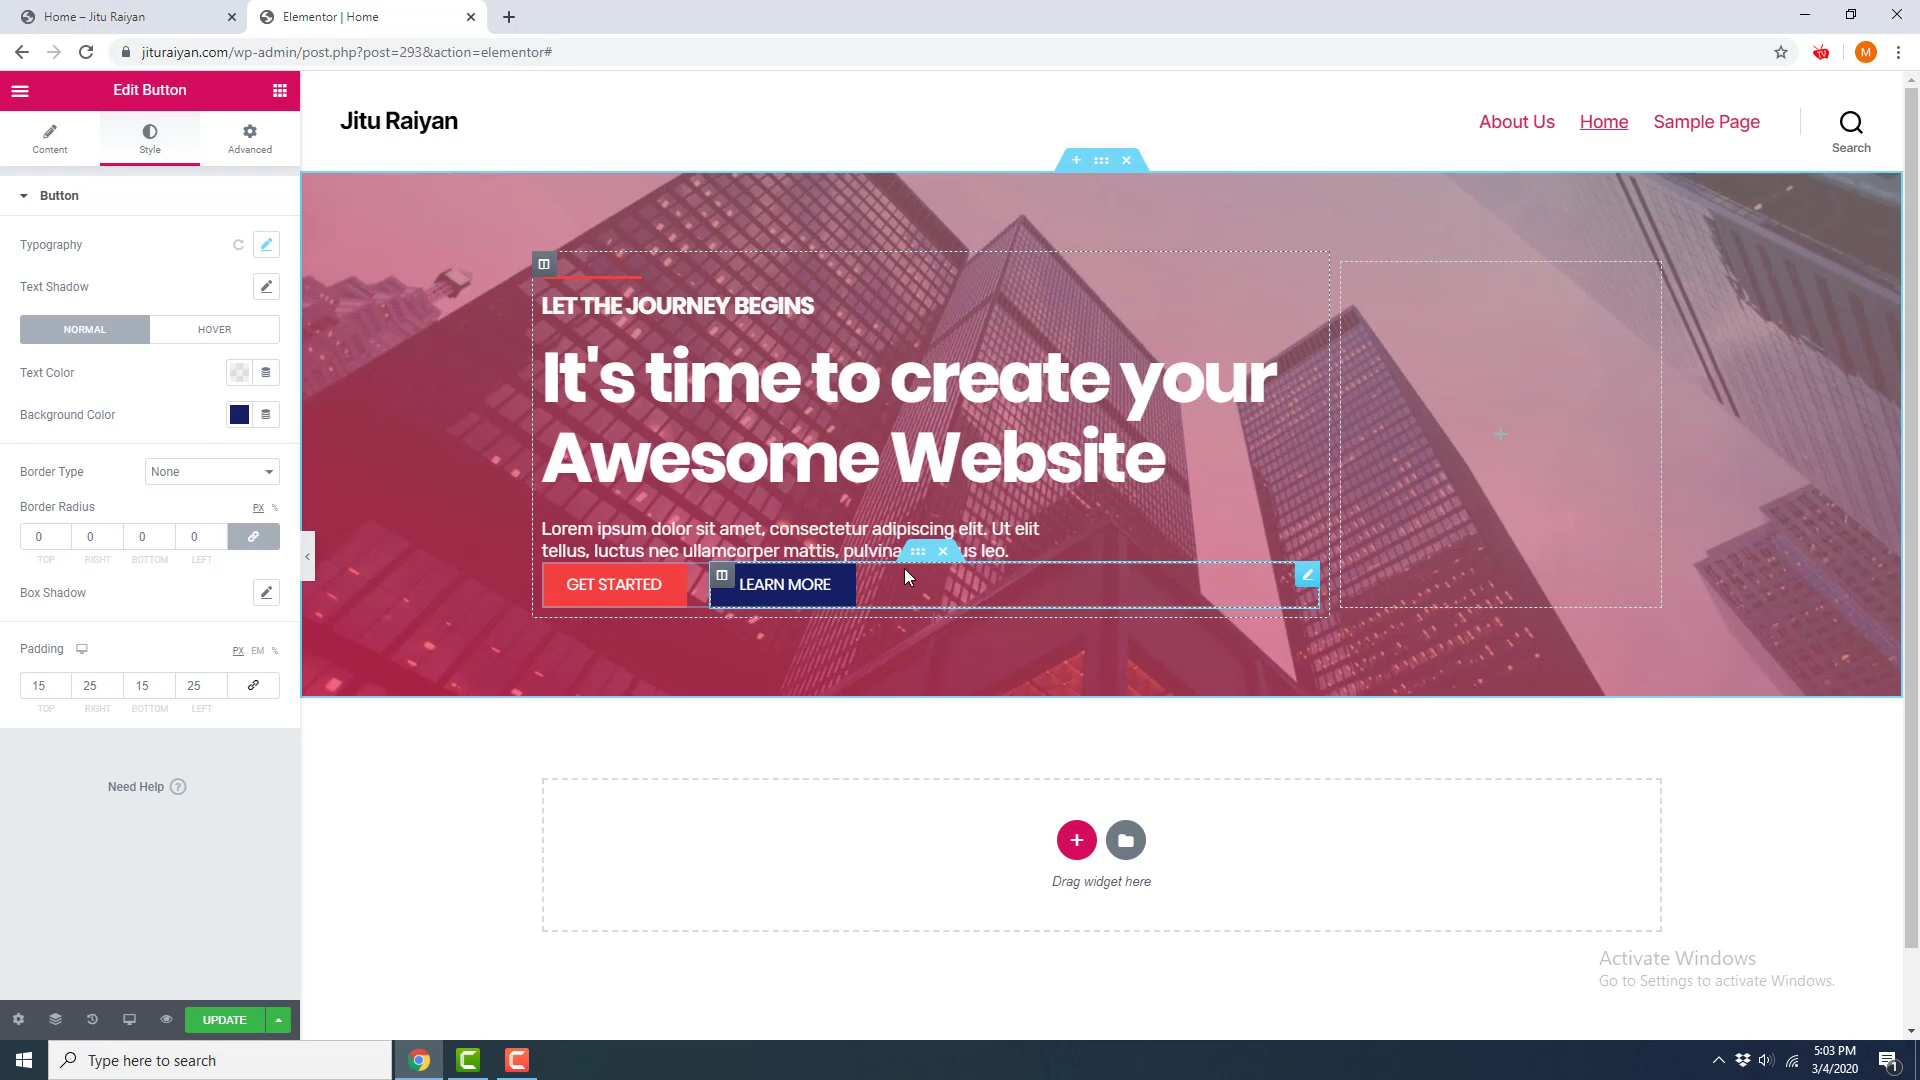 Home – Jitu Raiyan
Elementor | Home
jituraiyan.com/wp-admin/post.php?post=293&action=elementor#
TV
M
Edit Button
Content
Style
Advanced
Button
Typography
Text Shadow
NORMAL
HOVER
Text Color
Background Color
Border Type
None
Border Radius
PX %
0 0 0 0
TOP RIGHT BOTTOM LEFT
Box Shadow
Padding
PX EM %
15 25 15 25
TOP RIGHT BOTTOM LEFT
Need Help ?
UPDATE
Jitu Raiyan
About Us
Home
Sample Page
Search
LET THE JOURNEY BEGINS
It's time to create your
Awesome Website
Lorem ipsum dolor sit amet, consectetur adipiscing elit. Ut elit
tellus, luctus nec ullamcorper mattis, pulvina us leo.
GET STARTED
LEARN MORE
Drag widget here
Activate Windows
Go to Settings to activate Windows.
Type here to search
5:03 PM
3/4/2020
1